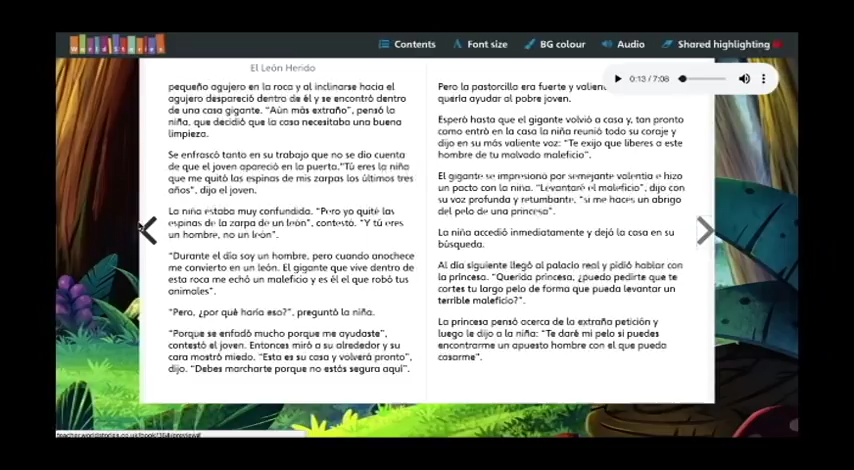 World Stories
Contents
Font size
BG colour
Audio
Shared highlighting
0:13 / 7:08
El León Herido
pequeño agujero en la roca y al inclinarse hacia el
agujero despareció dentro de él y se encontró dentro
de una casa gigante. “Aún más extraño”, pensó la
niña, que decidió que la casa necesitaba una buena
limpieza.
Se enfrascó tanto en su trabajo que no se dio cuenta
de que el joven apareció en la puerta.“Tú eres la niña
que me quitó las espinas de mis zarpas los últimos tres
años”, dijo el joven.
La niña estaba muy confundida. “Pero yo quité las
espinas de la zarpa de un león”, contestó. “Y tú eres
un hombre, no un león”.
“Durante el día soy un hombre, pero cuando anochece
me convierto en un león. El gigante que vive dentro de
esta roca me echó un maleficio y es él el que robó tus
animales”.
“Pero, ¿por qué haría eso?”, preguntó la niña.
“Porque se enfadó mucho porque me ayudaste”,
contestó el joven. Entonces miró a su alrededor y su
cara mostró miedo. “Esta es su casa y volverá pronto”,
dijo. “Debes marcharte porque no estás segura aquí”.
Pero la pastorcilla era fuerte y valien
quería ayudar al pobre joven.
Esperó hasta que el gigante volvió a casa y, tan pronto
como entró en la casa la niña reunió todo su coraje y
dijo en su más valiente voz: “Te exijo que liberes a este
hombre de tu malvado maleficio”.
El gigante se impresionó por semejante valentía e hizo
un pacto con la niña. “Levantaré el maleficio”, dijo con
su voz profunda y retumbante, “si me haces un abrigo
del pelo de una princesa”.
La niña accedió inmediatamente y dejó la casa en su
búsqueda.
Al día siguiente llegó al palacio real y pidió hablar con
la princesa. “Querida princesa, ¿puedo pedirte que te
cortes tu largo pelo de forma que pueda levantar un
terrible maleficio?”.
La princesa pensó acerca de la extraña petición y
luego le dijo a la niña: “Te daré mi pelo si puedes
encontrarme un apuesto hombre con el que pueda
casarme”.
teacher.worldstories.co.uk/book/364/preview#